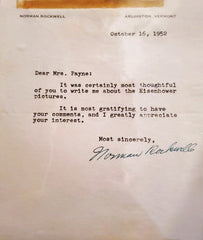 NORMAN ROCKWELL ARLINGTON, VERMONT
October 16, 1952
Dear Mrs. Payne:
It was certainly most thoughtful
of you to write me about the Eisenhower
pictures.
It is most gratifying to have
your comments, and I greatly appreciate
your interest.
Most sincerely,
Norman Rockwell